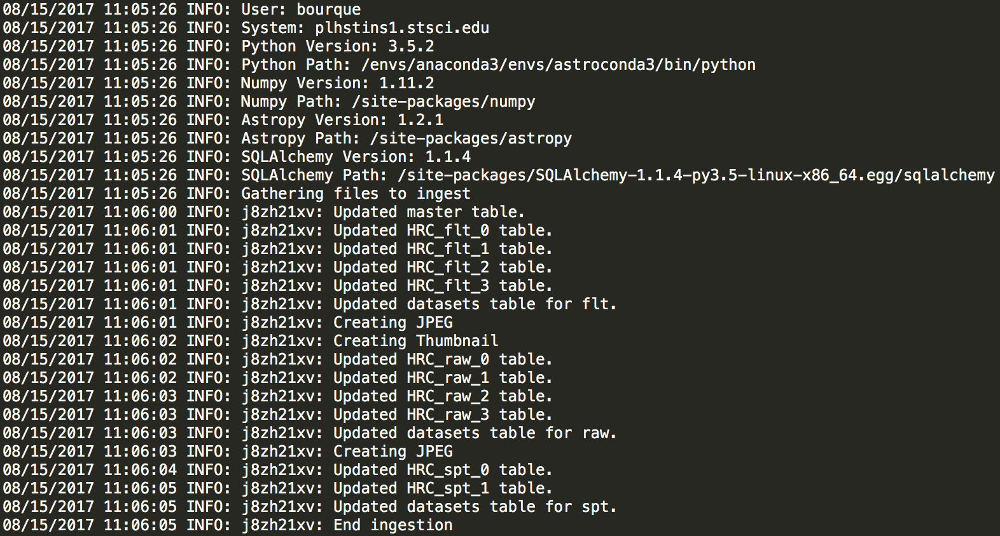 08/15/2017 11:05:26 INFO: User: bourque
08/15/2017 11:05:26 INFO: System: plhstins1.stsci.edu
08/15/2017 11:05:26 INFO: Python Version: 3.5.2
08/15/2017 11:05:26 INFO: Python Path: /envs/anaconda3/envs/astroconda3/bin/python
08/15/2017 11:05:26 INFO: Numpy Version: 1.11.2
08/15/2017 11:05:26 INFO: Numpy Path: /site-packages/numpy
08/15/2017 11:05:26 INFO: Astropy Version: 1.2.1
08/15/2017 11:05:26 INFO: Astropy Path: /site-packages/astropy
08/15/2017 11:05:26 INFO: SQLAlchemy Version: 1.1.4
08/15/2017 11:05:26 INFO: SQLAlchemy Path: /site-packages/SQLAlchemy-1.1.4-py3.5-linux-x86_64.egg/sqlalchemy
08/15/2017 11:05:26 INFO: Gathering files to ingest
08/15/2017 11:06:00 INFO: j8zh21xv: Updated master table.
08/15/2017 11:06:01 INFO: j8zh21xv: Updated HRC_flt_0 table.
08/15/2017 11:06:01 INFO: j8zh21xv: Updated HRC_flt_1 table.
08/15/2017 11:06:01 INFO: j8zh21xv: Updated HRC_flt_2 table.
08/15/2017 11:06:01 INFO: j8zh21xv: Updated HRC_flt_3 table.
08/15/2017 11:06:01 INFO: j8zh21xv: Updated datasets table for flt.
08/15/2017 11:06:01 INFO: j8zh21xv: Creating JPEG
08/15/2017 11:06:02 INFO: j8zh21xv: Creating Thumbnail
08/15/2017 11:06:02 INFO: j8zh21xv: Updated HRC_raw_0 table.
08/15/2017 11:06:02 INFO: j8zh21xv: Updated HRC_raw_1 table.
08/15/2017 11:06:03 INFO: j8zh21xv: Updated HRC_raw_2 table.
08/15/2017 11:06:03 INFO: j8zh21xv: Updated HRC_raw_3 table.
08/15/2017 11:06:03 INFO: j8zh21xv: Updated datasets table for raw.
08/15/2017 11:06:03 INFO: j8zh21xv: Creating JPEG
08/15/2017 11:06:04 INFO: j8zh21xv: Updated HRC_spt_0 table.
08/15/2017 11:06:05 INFO: j8zh21xv: Updated HRC_spt_1 table.
08/15/2017 11:06:05 INFO: j8zh21xv: Updated datasets table for spt.
08/15/2017 11:06:05 INFO: j8zh21xv: End ingestion